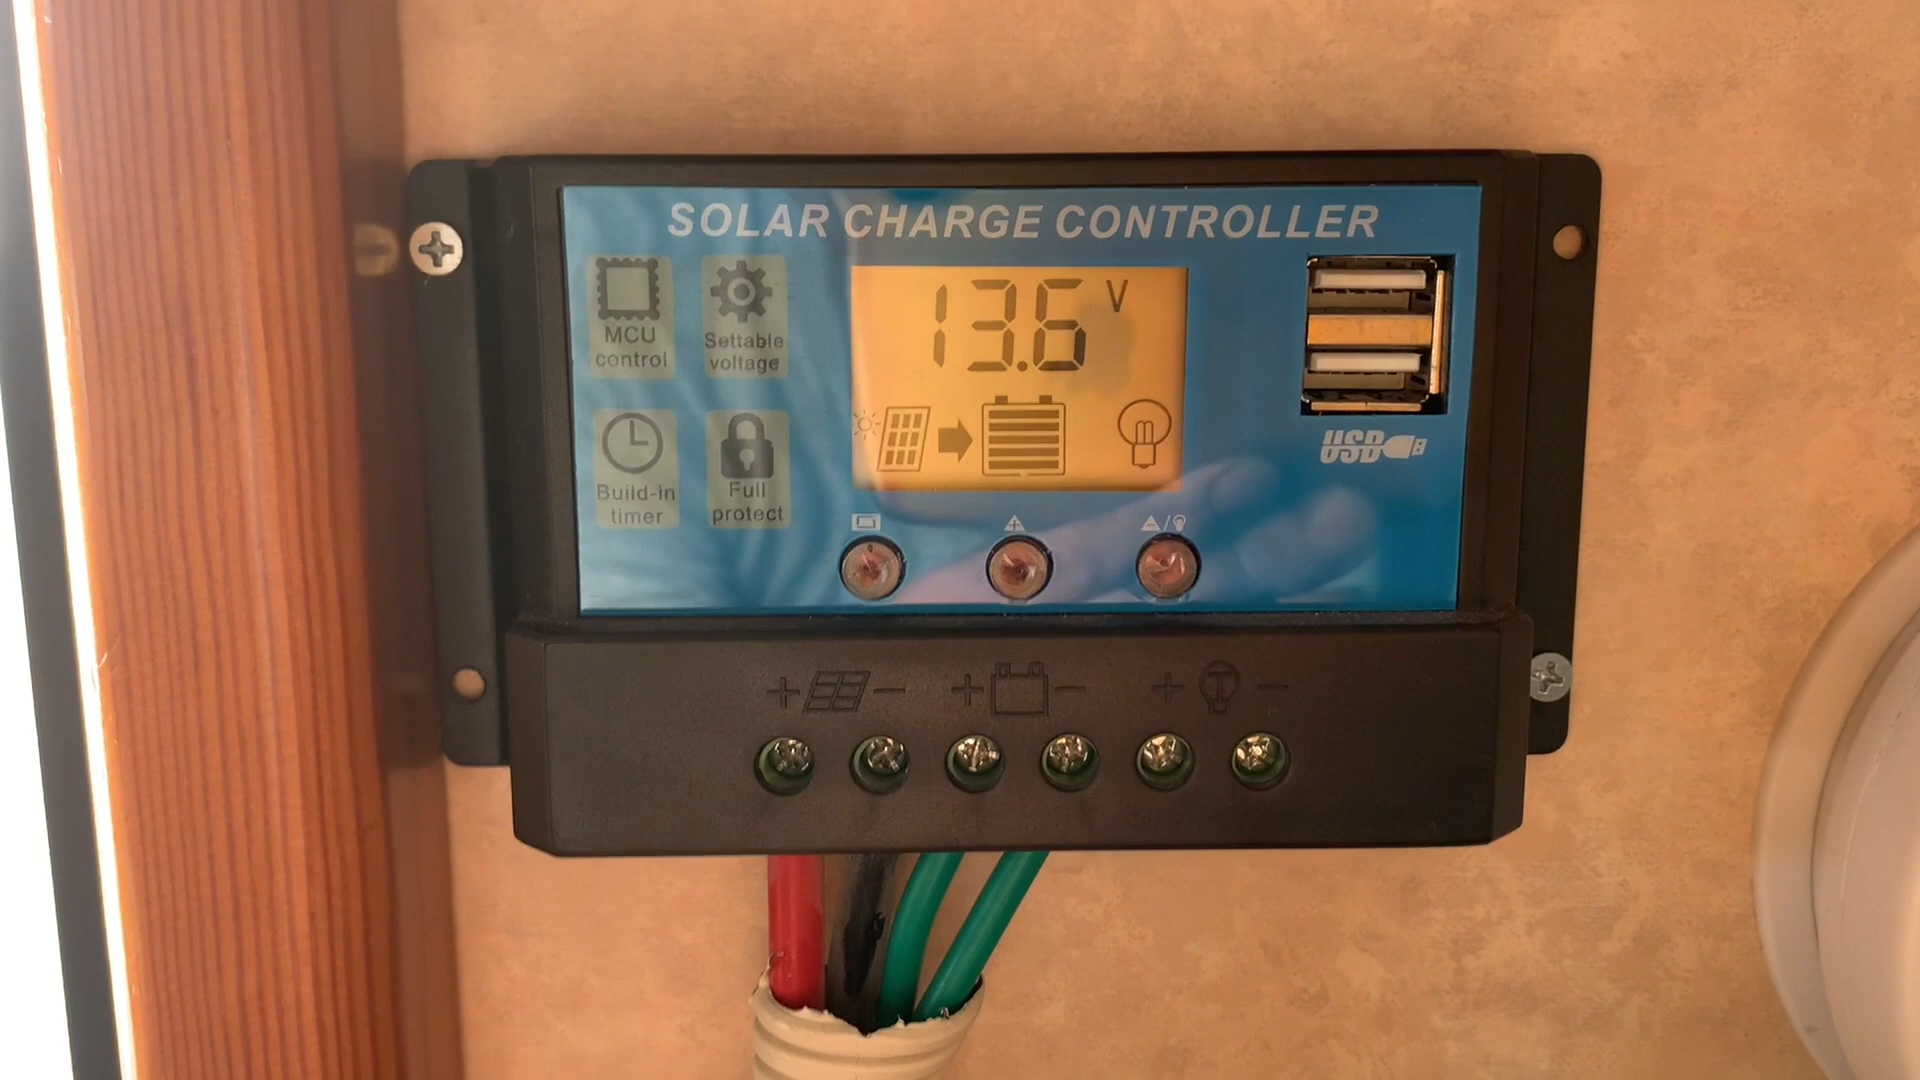 SOLAR CHARGE CONTROLLER
MCU
control
Settable
voltage
13.6 V
Build-in
timer
Full
protect
USB
+ -
+ -
+ -